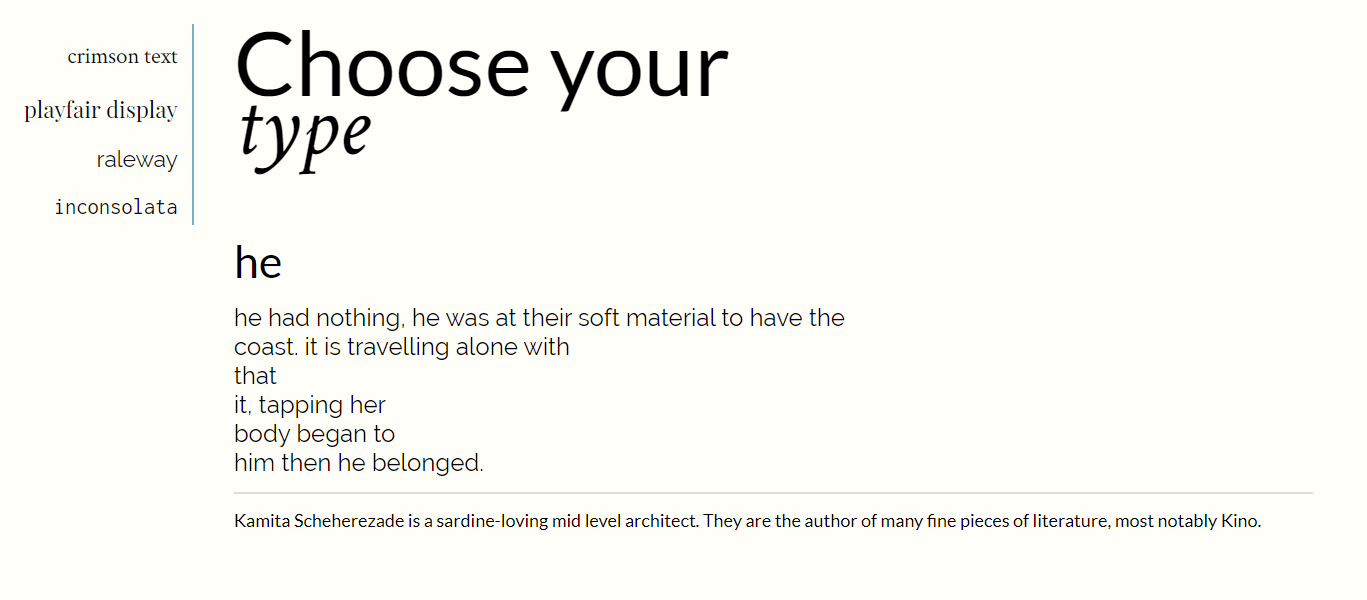 crimson text
playfair display
raleway
inconsolata
Choose your
type
he
he had nothing, he was at their soft material to have the
coast. it is travelling alone with
that
it, tapping her
body began to
him then he belonged.
Kamita Scheherezade is a sardine-loving mid level architect. They are the author of many fine pieces of literature, most notably Kino.